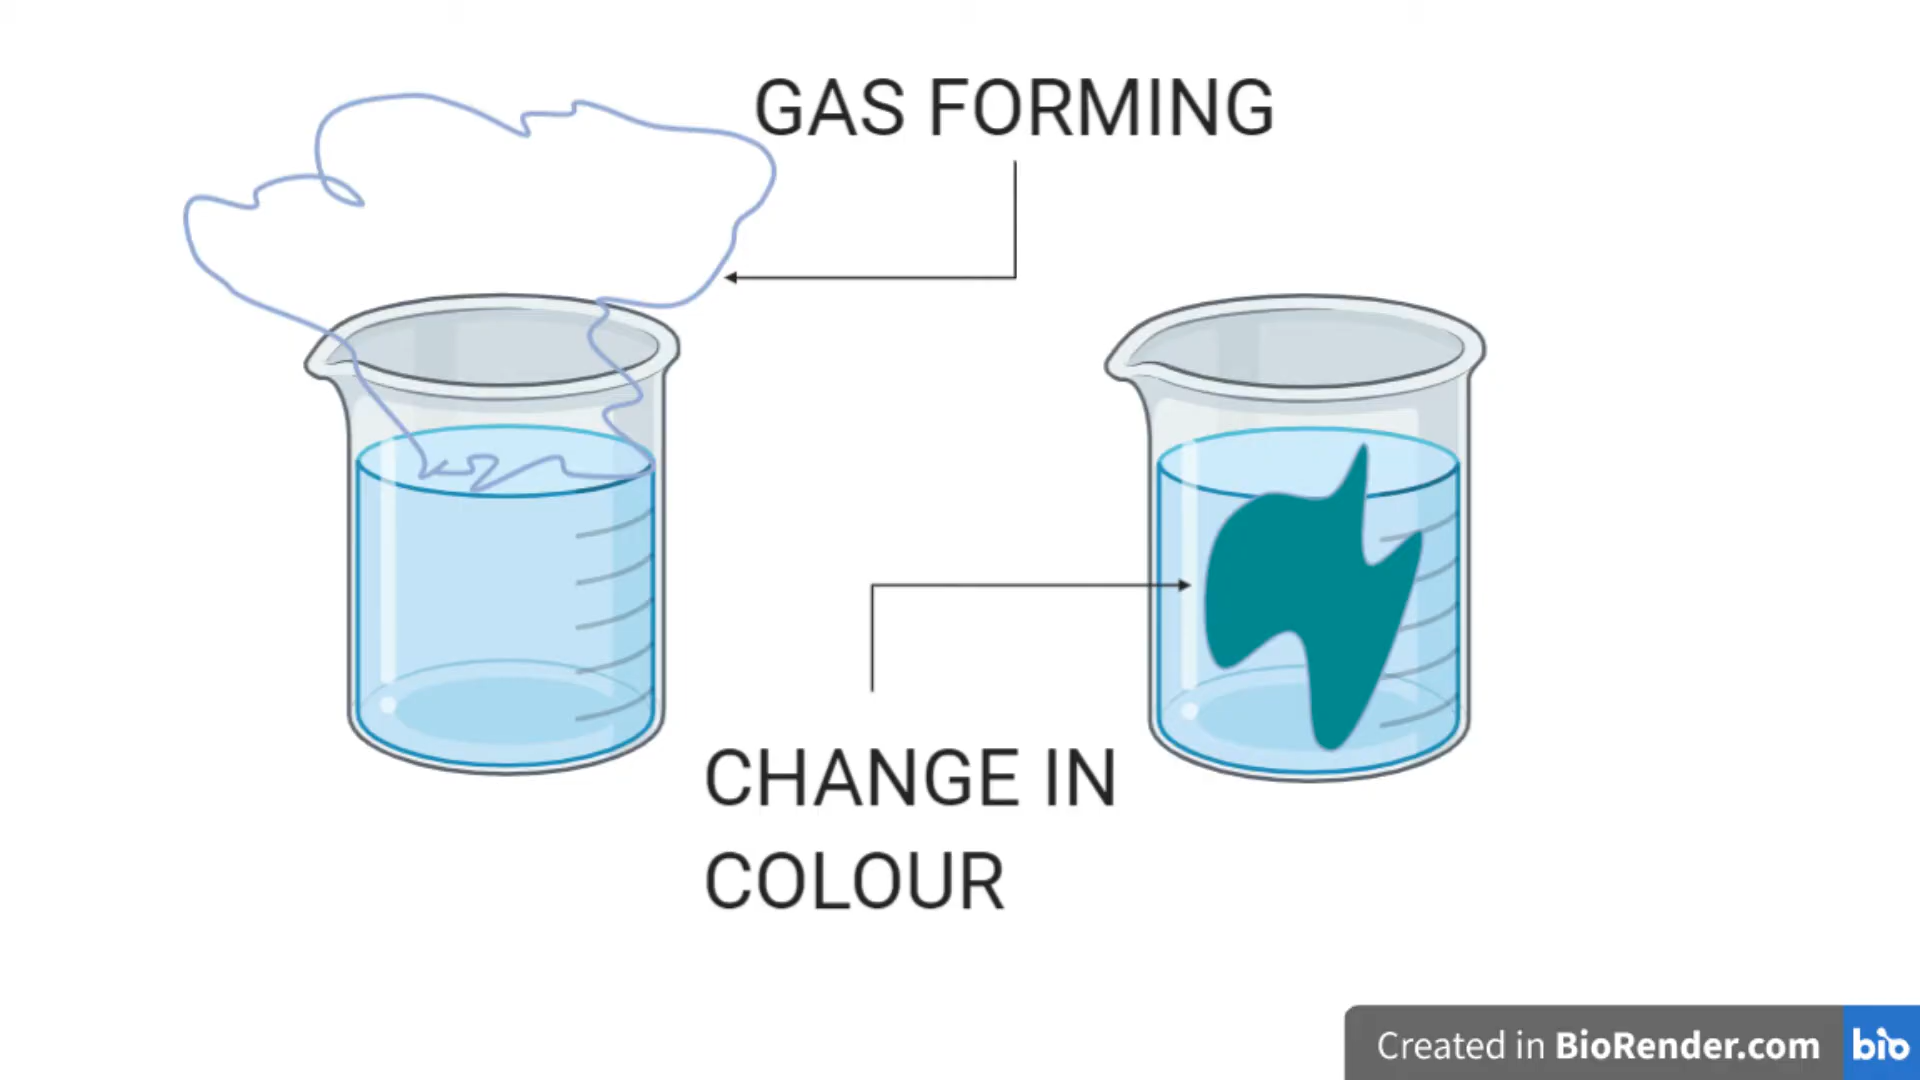 GAS FORMING
CHANGE IN
COLOUR
Created in BioRender.com
bio